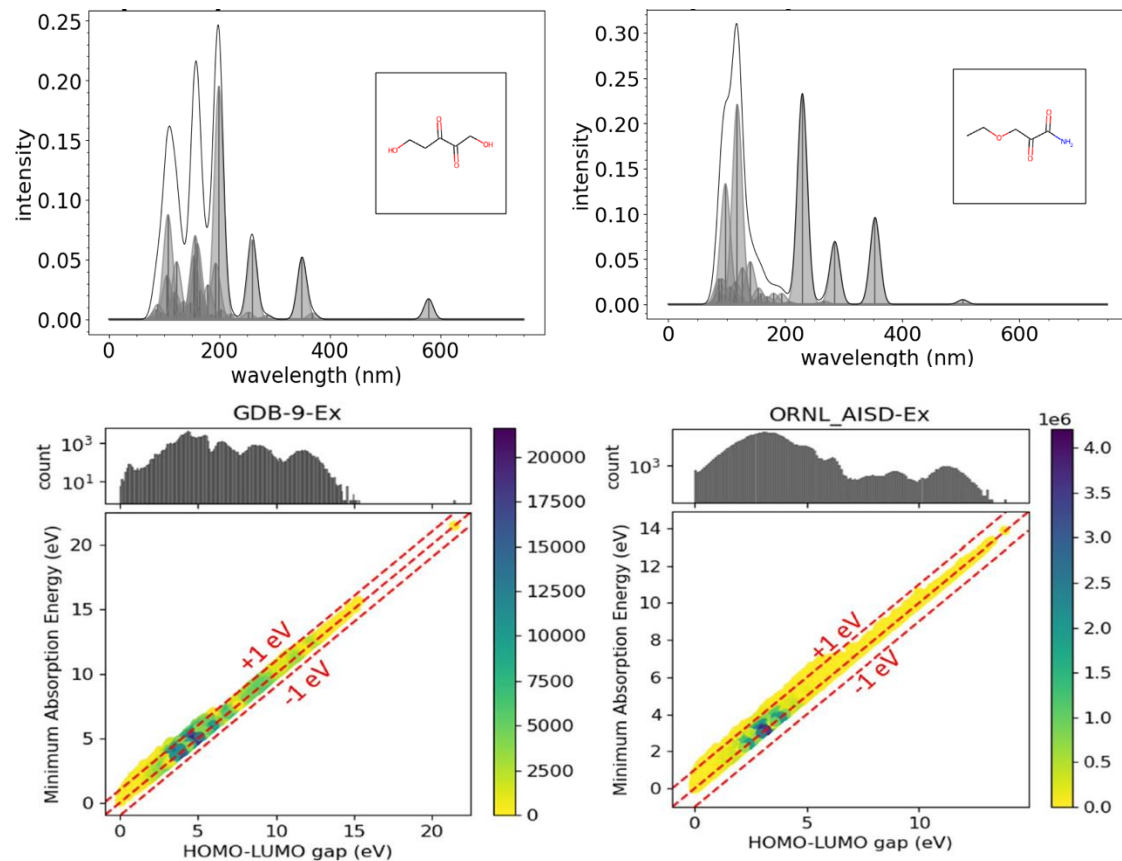 0.25
0.20
0.15
0.10
0.05
0.00
intensity
0 200 400 600
wavelength (nm)
HO
O
O
OH
0.30
0.25
0.20
0.15
0.10
0.05
0.00
intensity
0 200 400 600
wavelength (nm)
O
O
O
NH2
GDB-9-Ex
count
10^3
10^1
Minimum Absorption Energy (eV)
20
15
10
5
0
+1 eV
-1 eV
0 5 10 15 20
HOMO-LUMO gap (eV)
20000
17500
15000
12500
10000
7500
5000
2500
0
ORNL_AISD-Ex
count
10^3
Minimum Absorption Energy (eV)
14
12
10
8
6
4
2
0
+1 eV
-1 eV
0 5 10
HOMO-LUMO gap (eV)
1e6
4.0
3.5
3.0
2.5
2.0
1.5
1.0
0.5
0.0